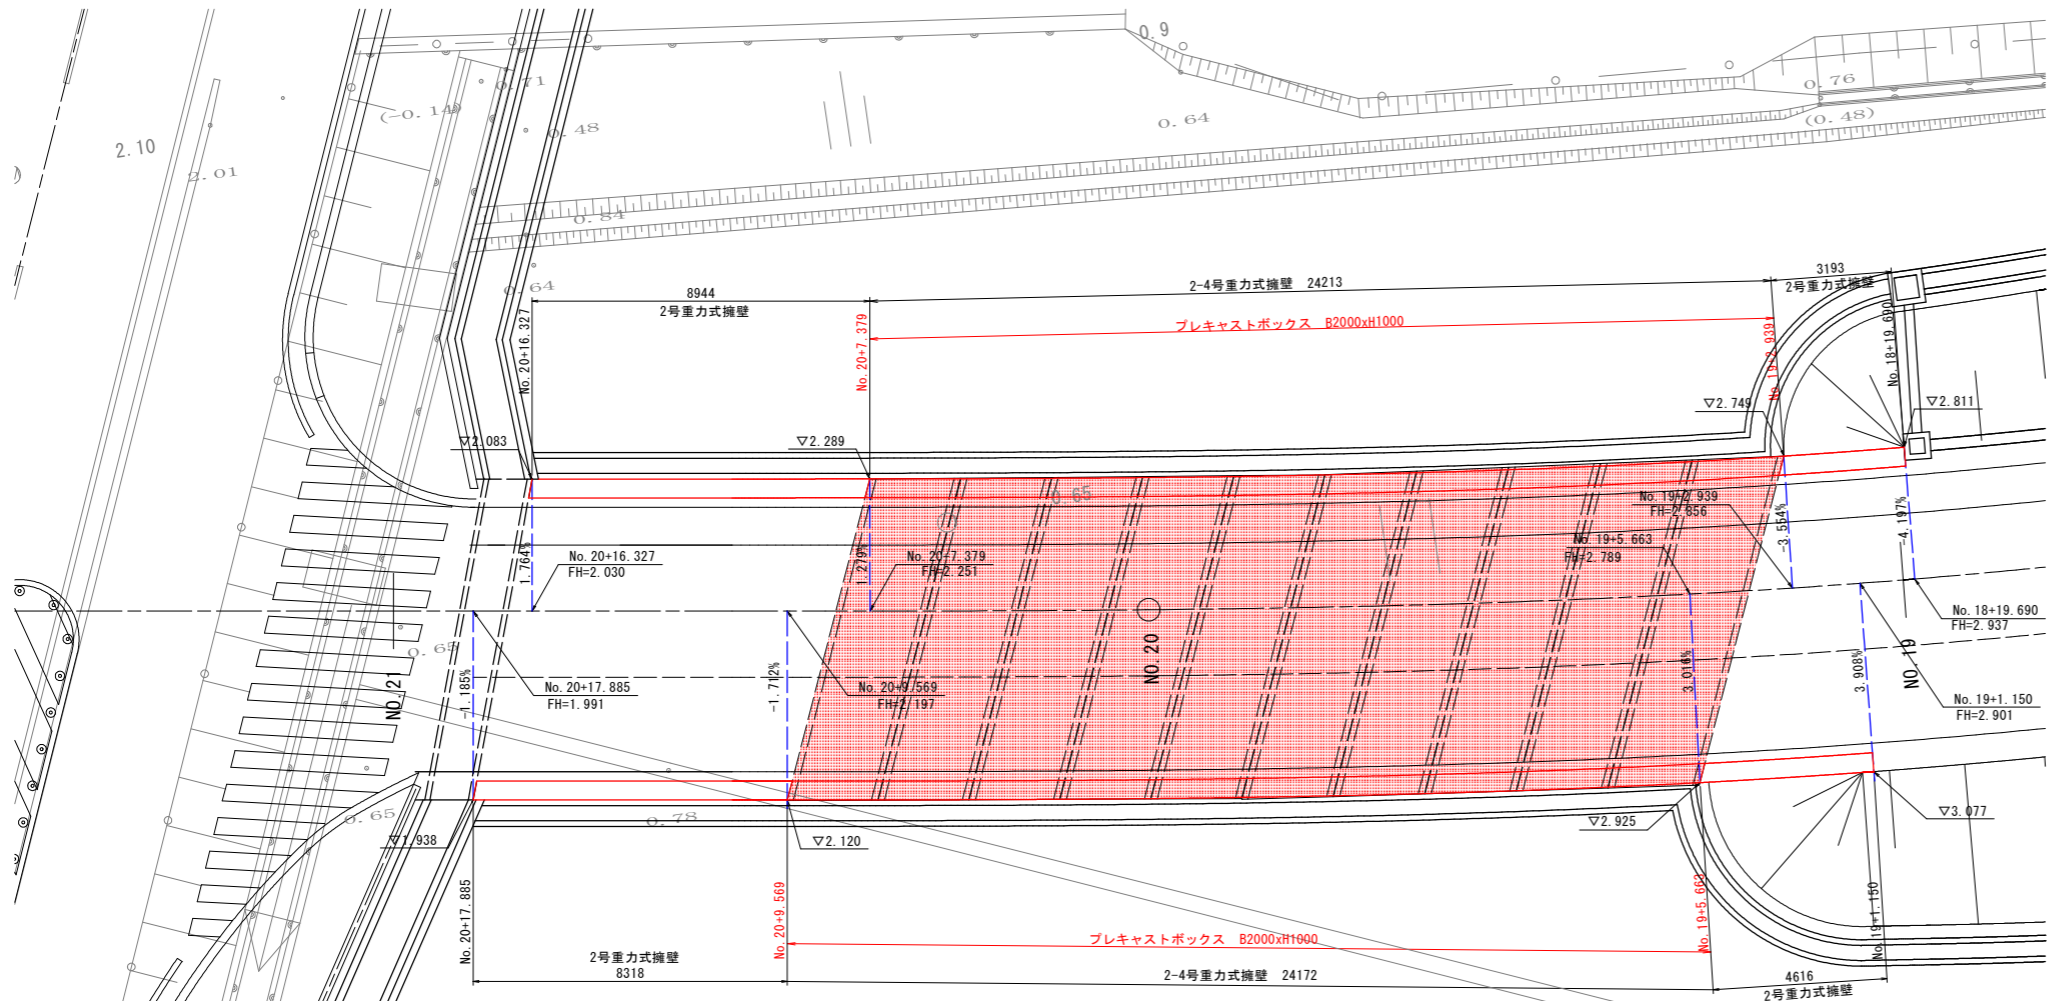 0.9
0.71
(-0.14)
0.48
0.76
(0.48)
0.64
2.10
2.01
0.84
0.64
3193
2号重力式擁壁
2-4号重力式擁壁 24213
8944
2号重力式擁壁
プレキャストボックス B2000xH1000
No.20+16.327
No.20+7.379
No.19+2.939
No.18+19.690
▽2.083
▽2.289
▽2.749
▽2.811
0.65
No.19+2.939
FH=2.856
No.19+5.663
FH=2.789
No.20+16.327
FH=2.030
No.20+7.379
FH=2.251
1.764%
1.279%
-3.554%
-4.197%
No.18+19.690
FH=2.937
0.65
NO.21
NO.20
NO.19
-1.185%
-1.712%
3.016%
3.908%
No.20+17.885
FH=1.991
No.20+9.569
FH=2.197
No.19+1.150
FH=2.901
0.65
0.78
▽1.938
▽2.120
▽2.925
▽3.077
No.20+17.885
No.20+9.569
No.19+5.663
No.19+1.150
プレキャストボックス B2000xH1000
2号重力式擁壁
8318
2-4号重力式擁壁 24172
4616
2号重力式擁壁